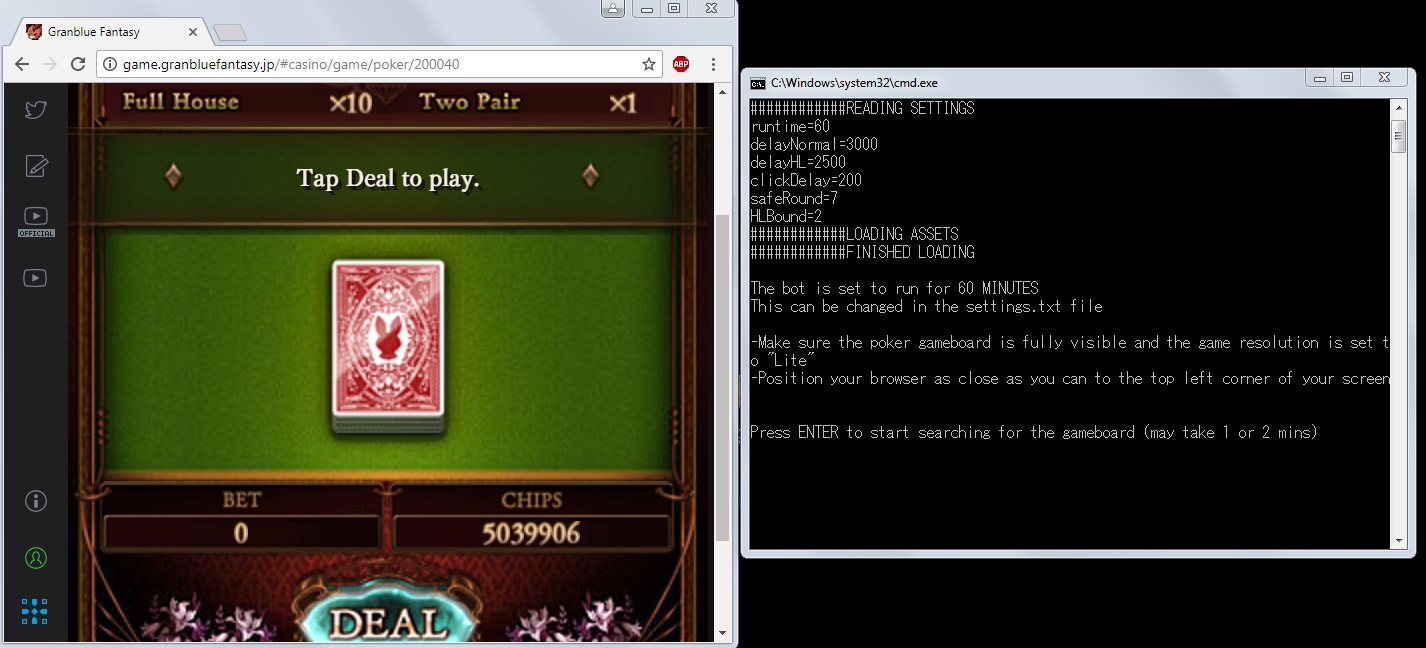 Granblue Fantasy
game.granbluefantasy.jp/#casino/game/poker/200040
ABP
Full House ×10 Two Pair ×1
Tap Deal to play.
OFFICIAL
BET CHIPS
0 5039906
DEAL
C:\Windows\system32\cmd.exe
############READING SETTINGS
runtime=60
delayNormal=3000
delayHL=2500
clickDelay=200
safeRound=7
HLBound=2
############LOADING ASSETS
############FINISHED LOADING
The bot is set to run for 60 MINUTES
This can be changed in the settings.txt file
-Make sure the poker gameboard is fully visible and the game resolution is set t
o "Lite"
-Position your browser as close as you can to the top left corner of your screen
Press ENTER to start searching for the gameboard (may take 1 or 2 mins)